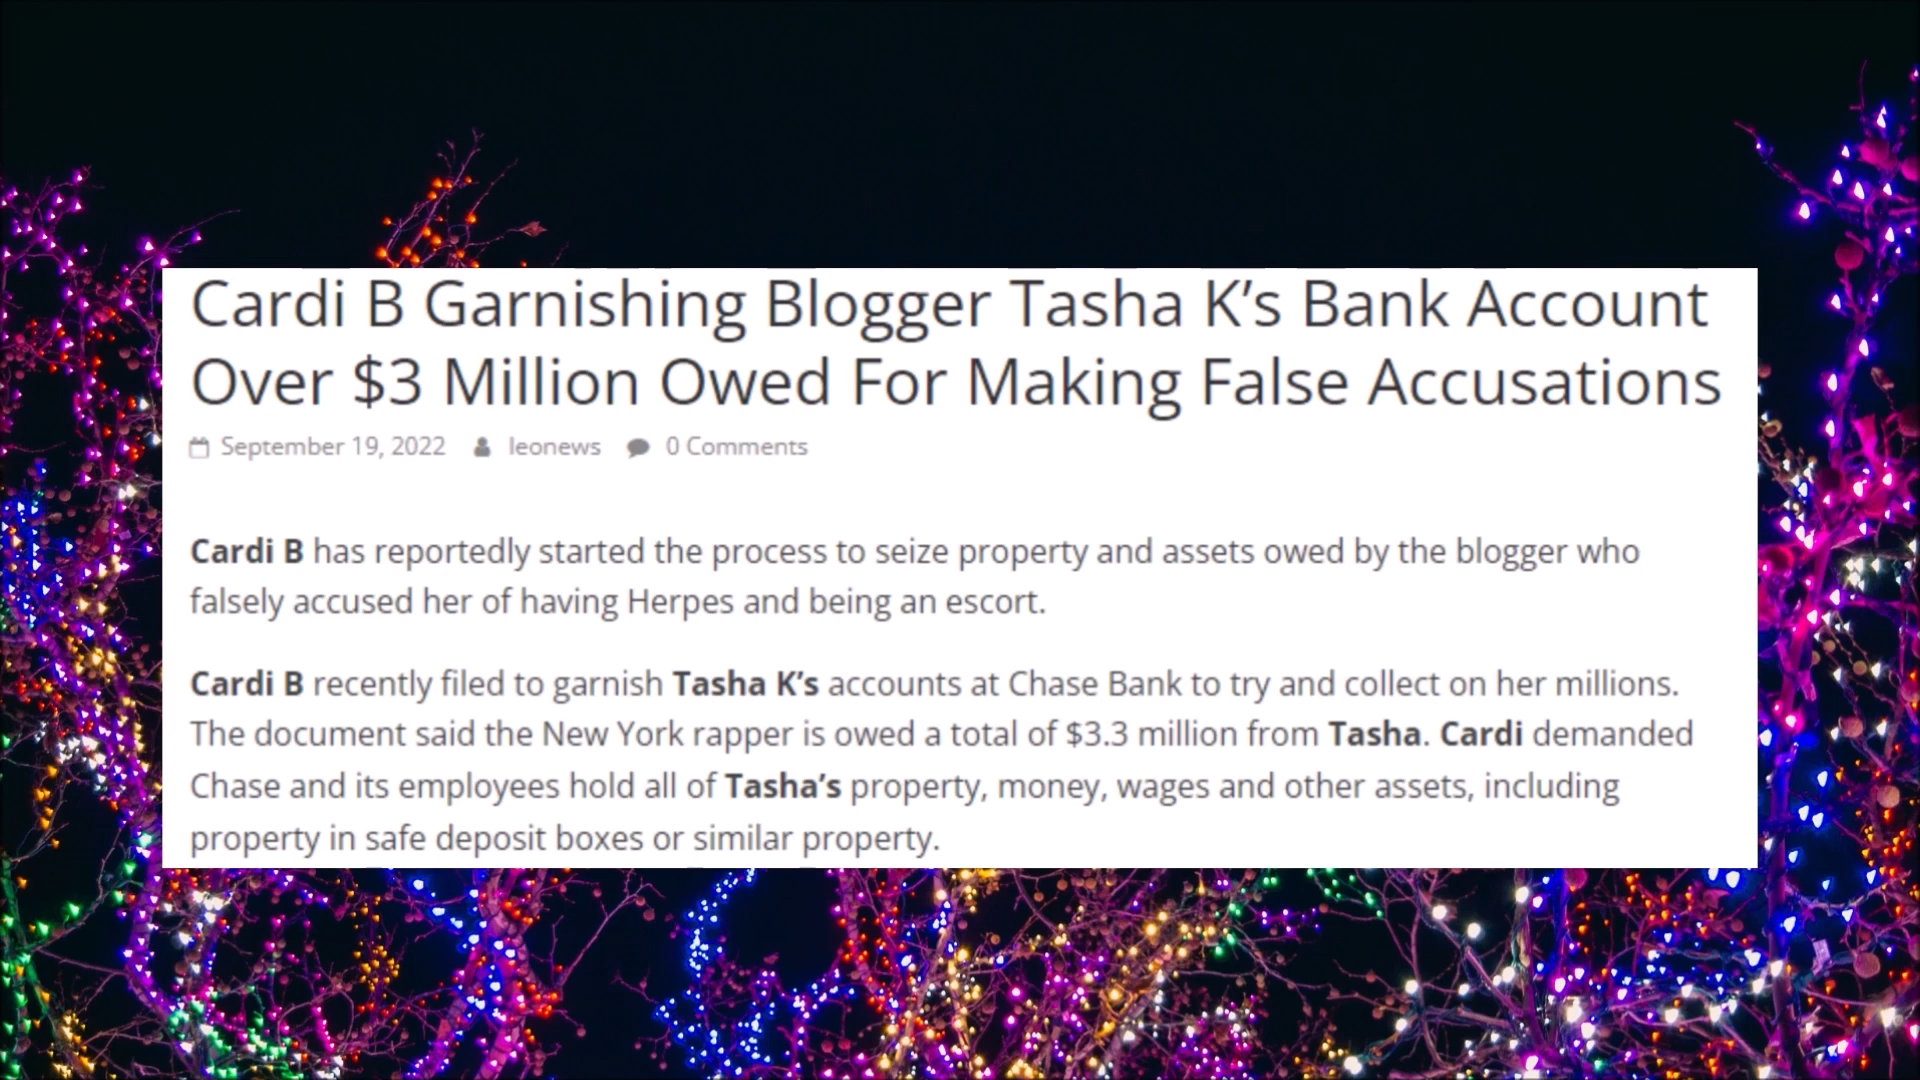 Cardi B Garnishing Blogger Tasha K’s Bank Account
Over $3 Million Owed For Making False Accusations
September 19, 2022 leonews 0 Comments
Cardi B has reportedly started the process to seize property and assets owed by the blogger who
falsely accused her of having Herpes and being an escort.
Cardi B recently filed to garnish Tasha K’s accounts at Chase Bank to try and collect on her millions.
The document said the New York rapper is owed a total of $3.3 million from Tasha. Cardi demanded
Chase and its employees hold all of Tasha’s property, money, wages and other assets, including
property in safe deposit boxes or similar property.